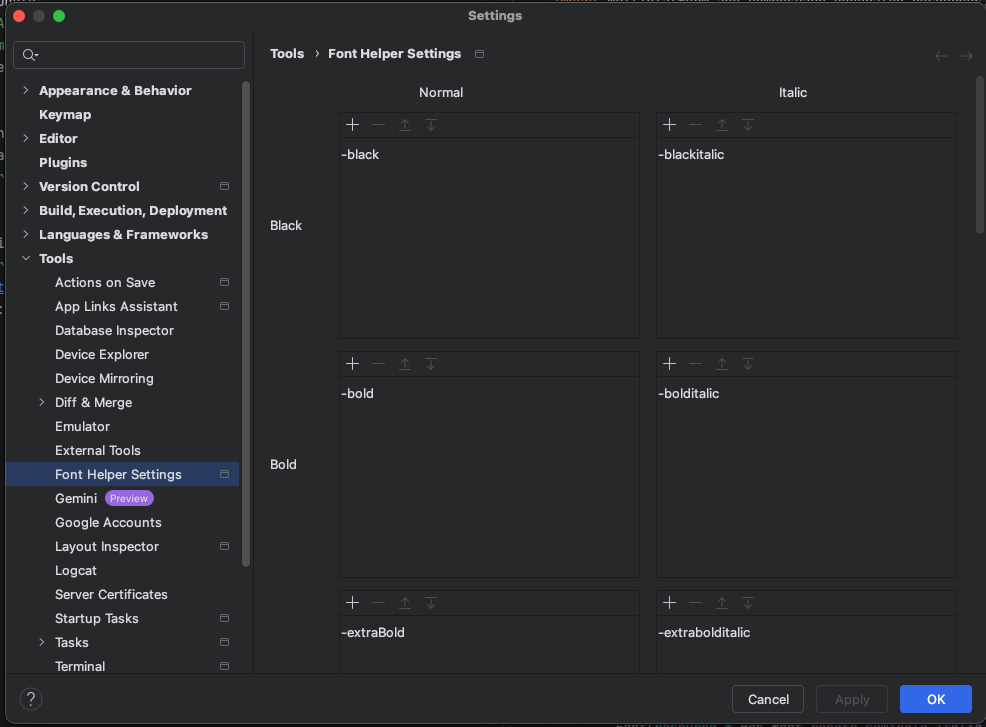 Settings
Tools › Font Helper Settings
Appearance & Behavior
Keymap
Editor
Plugins
Version Control
Build, Execution, Deployment
Languages & Frameworks
Tools
Actions on Save
App Links Assistant
Database Inspector
Device Explorer
Device Mirroring
Diff & Merge
Emulator
External Tools
Font Helper Settings
Gemini Preview
Google Accounts
Layout Inspector
Logcat
Server Certificates
Startup Tasks
Tasks
Terminal
Normal Italic
Black
-black
-blackitalic
Bold
-bold
-bolditalic
-extraBold
-extrabolditalic
?
Cancel Apply OK